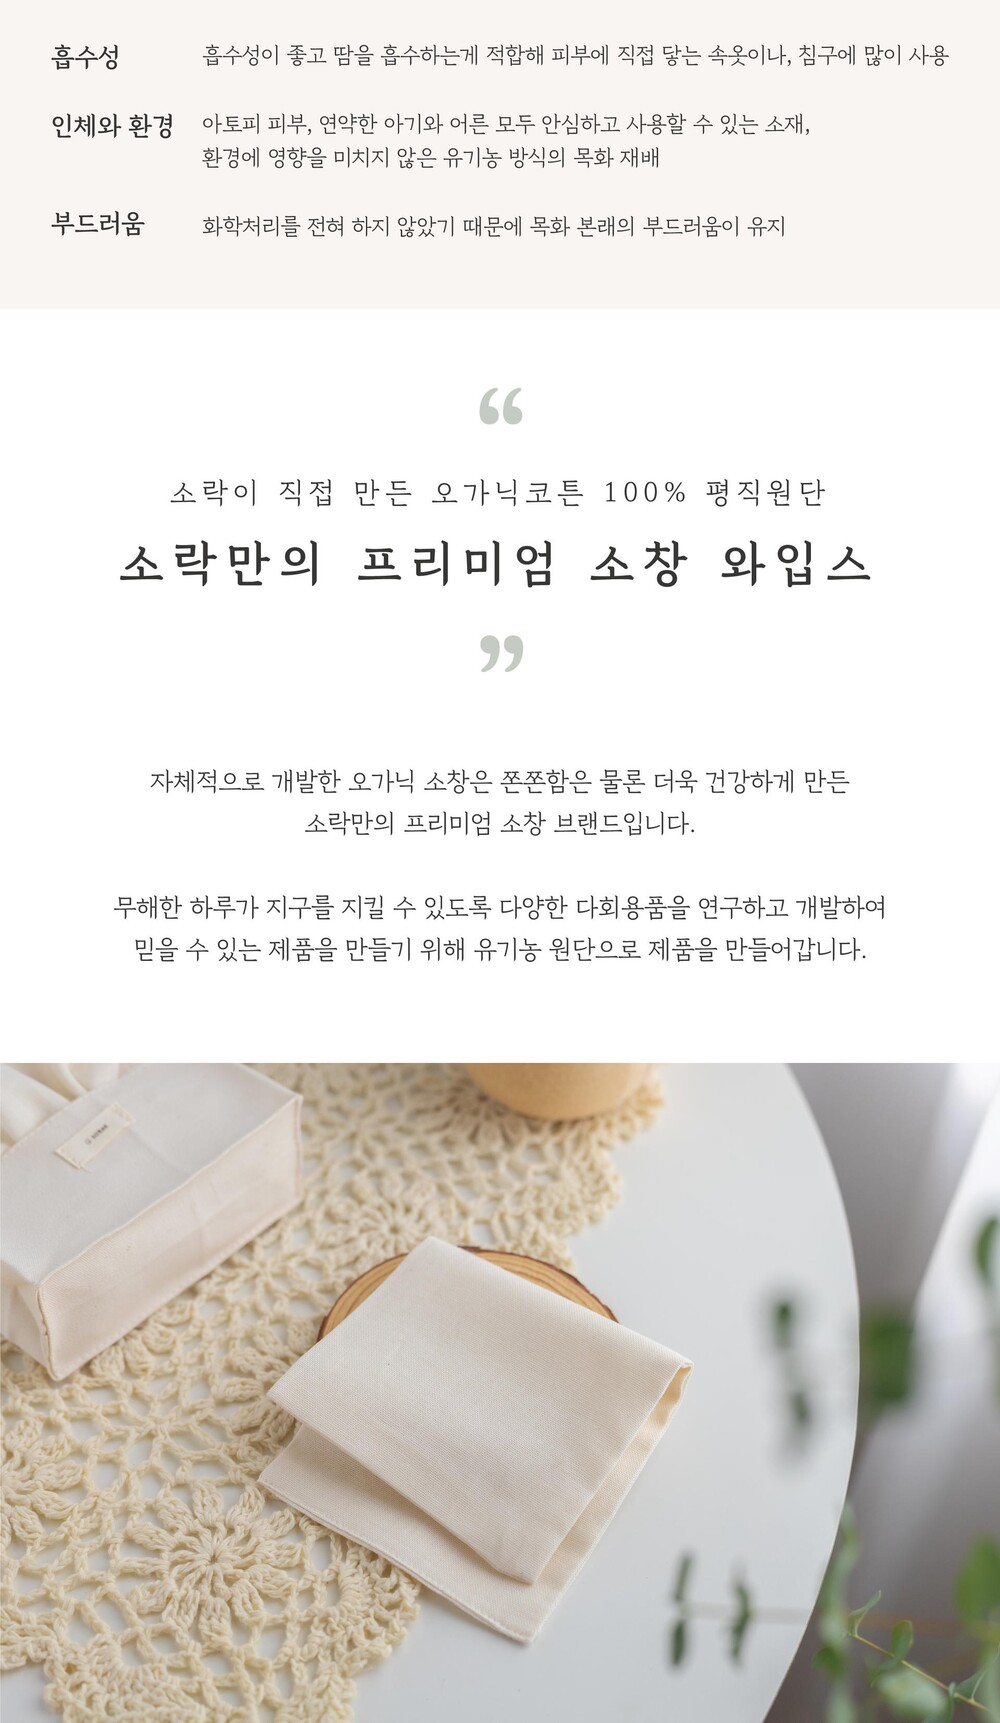 흡수성 흡수성이 좋고 땀을 흡수하는게 적합해 피부에 직접 닿는 속옷이나, 침구에 많이 사용
인체와 환경 아토피 피부, 연약한 아기와 어른 모두 안심하고 사용할 수 있는 소재,
환경에 영향을 미치지 않은 유기농 방식의 목화 재배
부드러움 화학처리를 전혀 하지 않았기 때문에 목화 본래의 부드러움이 유지
“
소락이 직접 만든 오가닉코튼 100% 평직원단
소락만의 프리미엄 소창 와입스
”
자체적으로 개발한 오가닉 소창은 쫀쫀함은 물론 더욱 건강하게 만든
소락만의 프리미엄 소창 브랜드입니다.
무해한 하루가 지구를 지킬 수 있도록 다양한 다회용품을 연구하고 개발하여
믿을 수 있는 제품을 만들기 위해 유기농 원단으로 제품을 만들어갑니다.